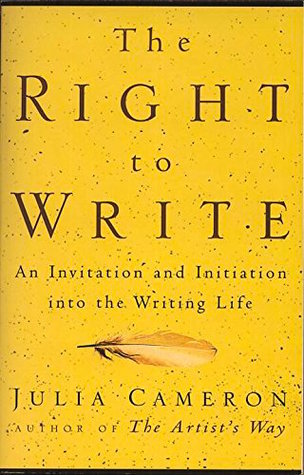 The
RIGHT
to
WRITE
An Invitation and Initiation
into the Writing Life
JULIA CAMERON
AUTHOR OF The Artist's Way